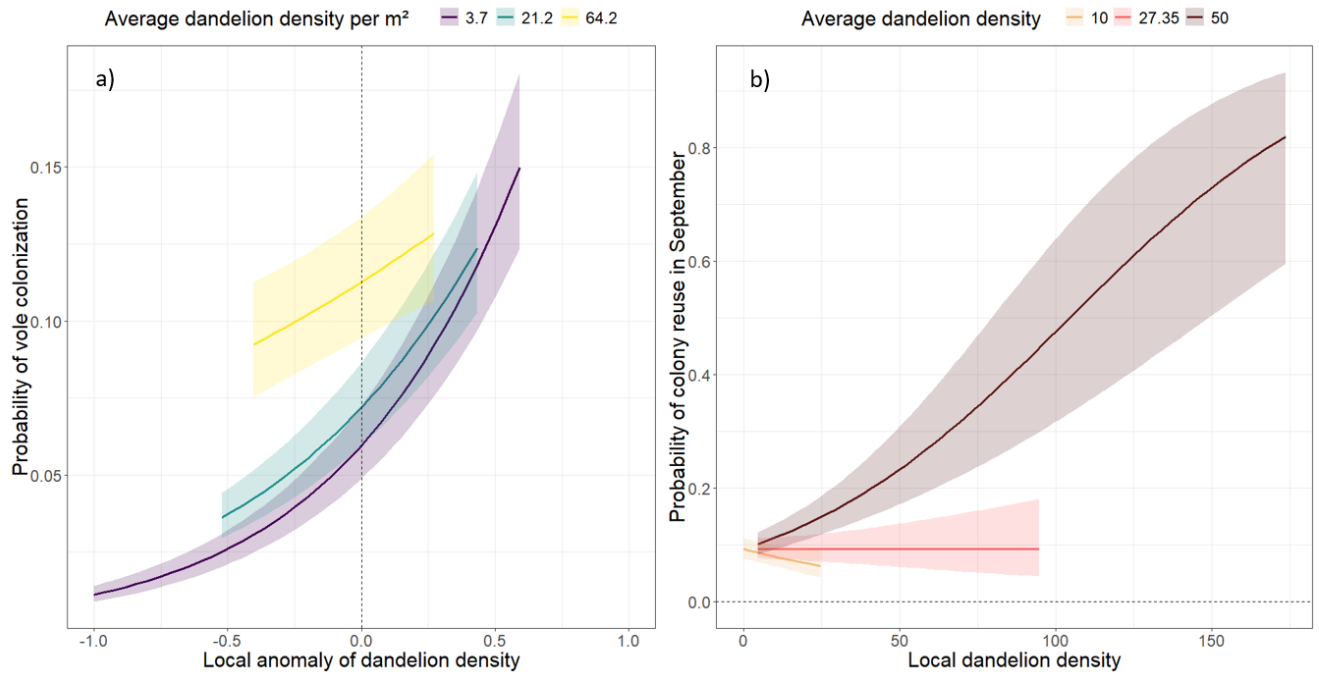 Average dandelion density per m² 3.7 21.2 64.2
a)
Probability of vole colonization
0.15
0.10
0.05
-1.0 -0.5 0.0 0.5 1.0
Local anomaly of dandelion density
Average dandelion density 10 27.35 50
b)
Probability of colony reuse in September
0.8
0.6
0.4
0.2
0.0
0 50 100 150
Local dandelion density